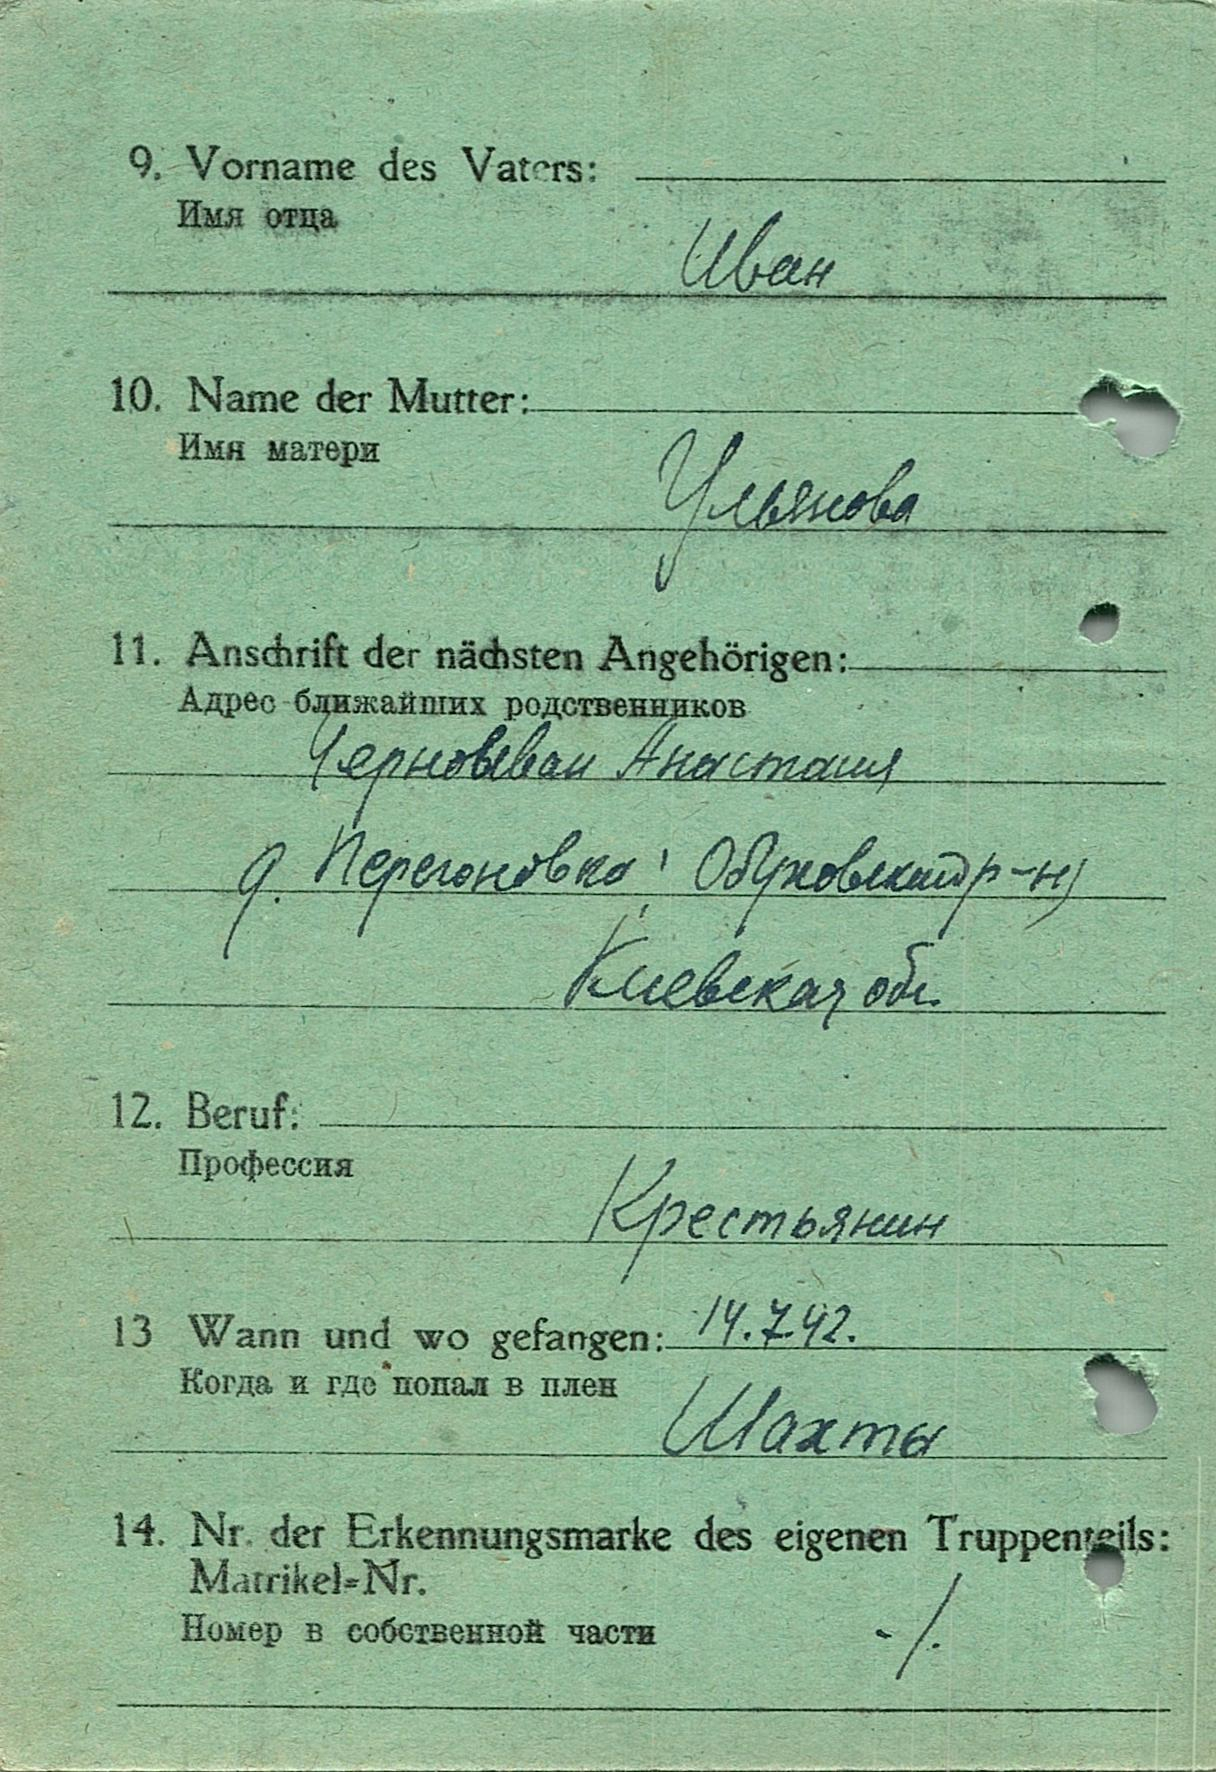 9. Vorname des Vaters:
Имя отца
Иван
10. Name der Mutter:
Имя матери
Ульянова
11. Anschrift der nächsten Angehörigen:
Адрес ближайших родственников
Анастасия
д. Перегоновка, Обуховский р-н
Киевская обл.
12. Beruf:
Профессия
Крестьянин
13 Wann und wo gefangen: 14.7.42.
Когда и где попал в плен
Шахты
14. Nr. der Erkennungsmarke des eigenen Truppenteils:
Matrikel=Nr.
Номер в собственной части
-/.